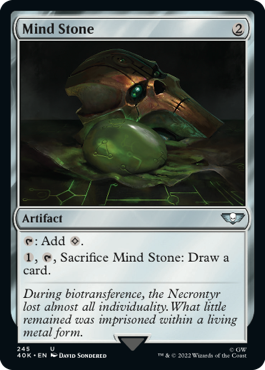 Mind Stone 2
Artifact
: Add .
1, , Sacrifice Mind Stone: Draw a
card.
During biotransference, the Necrontyr
lost almost all individuality. What little
remained was imprisoned within a living
metal form.
245 U © GW
40K • EN David Sondered ™ & © 2022 Wizards of the Coast